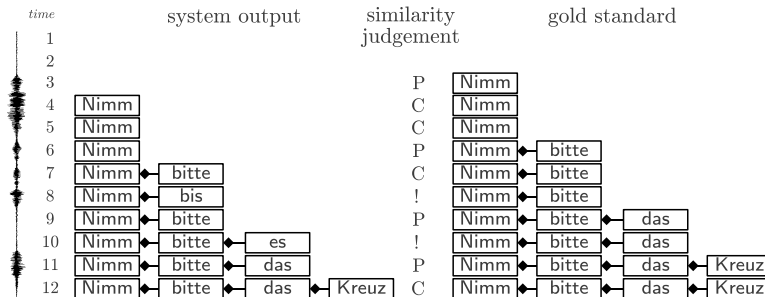 time system output similarity judgement gold standard
1
2
3 P Nimm
4 Nimm C Nimm
5 Nimm C Nimm
6 Nimm P Nimm bitte
7 Nimm bitte C Nimm bitte
8 Nimm bis ! Nimm bitte
9 Nimm bitte P Nimm bitte das
10 Nimm bitte es ! Nimm bitte das
11 Nimm bitte das P Nimm bitte das Kreuz
12 Nimm bitte das Kreuz C Nimm bitte das Kreuz